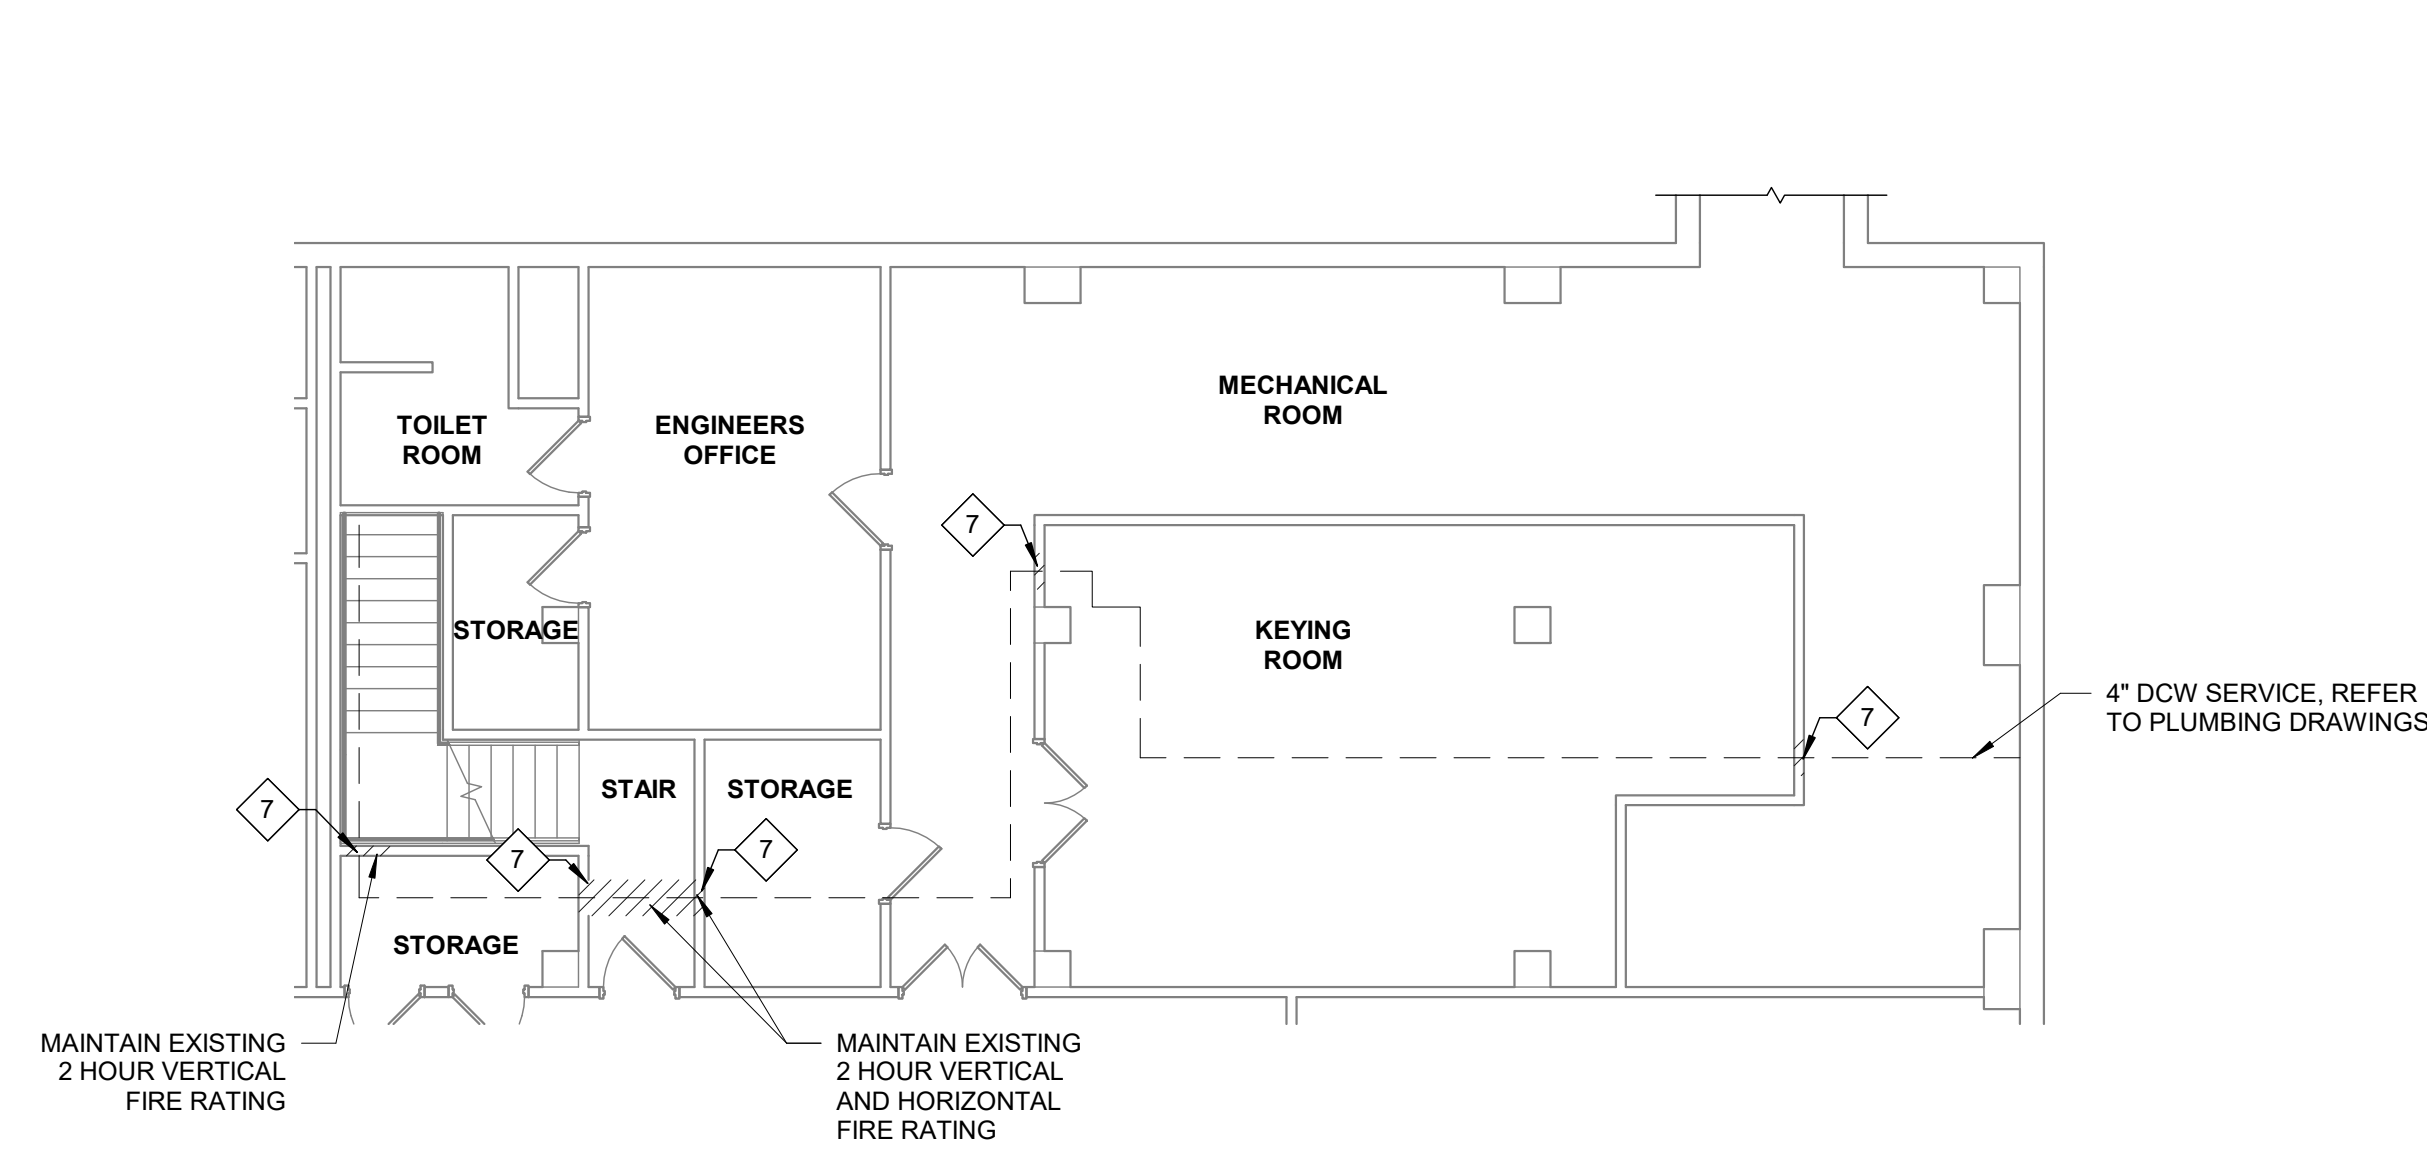 MECHANICAL
ROOM
TOILET
ROOM
ENGINEERS
OFFICE
7
STORAGE
KEYING
ROOM
4" DCW SERVICE, REFER
TO PLUMBING DRAWINGS
7
STAIR
STORAGE
7
7
7
STORAGE
MAINTAIN EXISTING
2 HOUR VERTICAL
FIRE RATING
MAINTAIN EXISTING
2 HOUR VERTICAL
AND HORIZONTAL
FIRE RATING